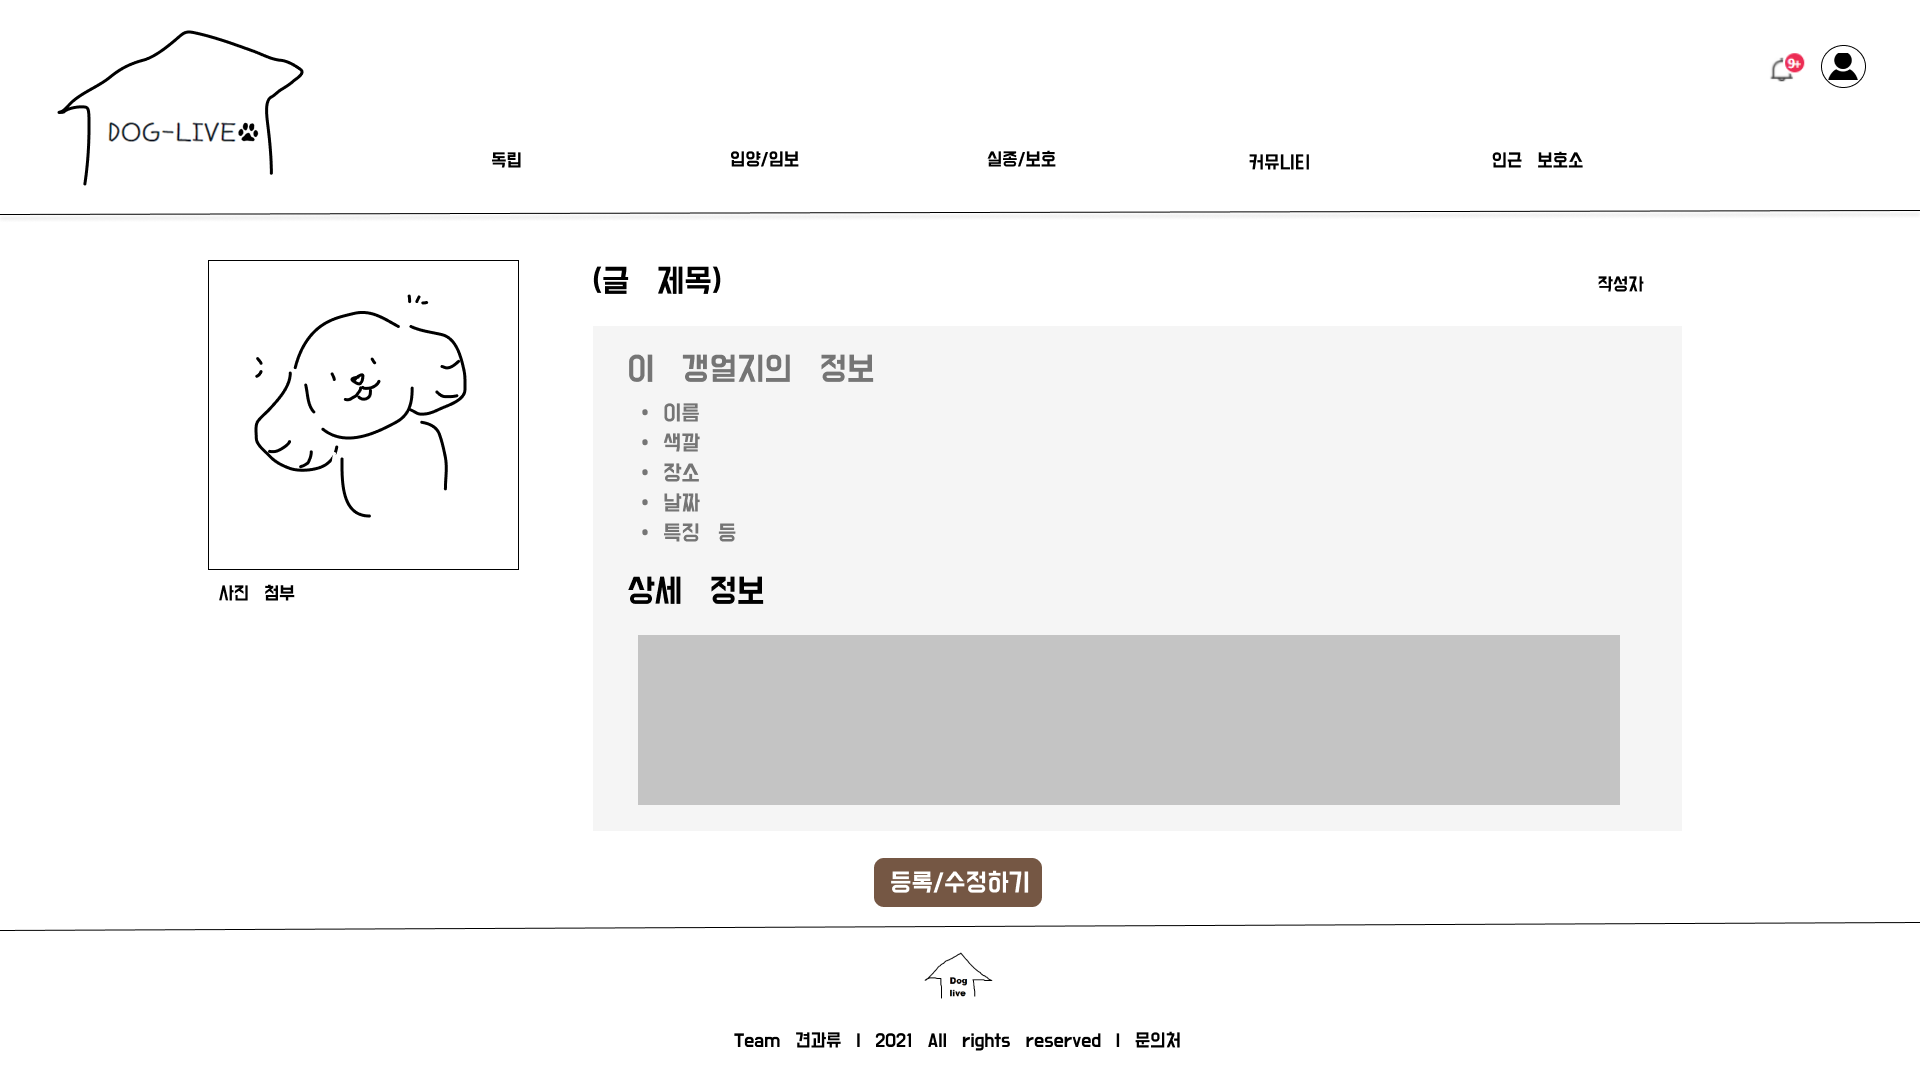 DOG-LIVE
9+
독립
입양/임보
실종/보호
커뮤니티
인근 보호소
(글 제목)
작성자
이 갱얼지의 정보
• 이름
• 색깔
• 장소
• 날짜
• 특징 등
사진 첨부
상세 정보
등록/수정하기
Dog
live
Team 견과류 | 2021 All rights reserved | 문의처